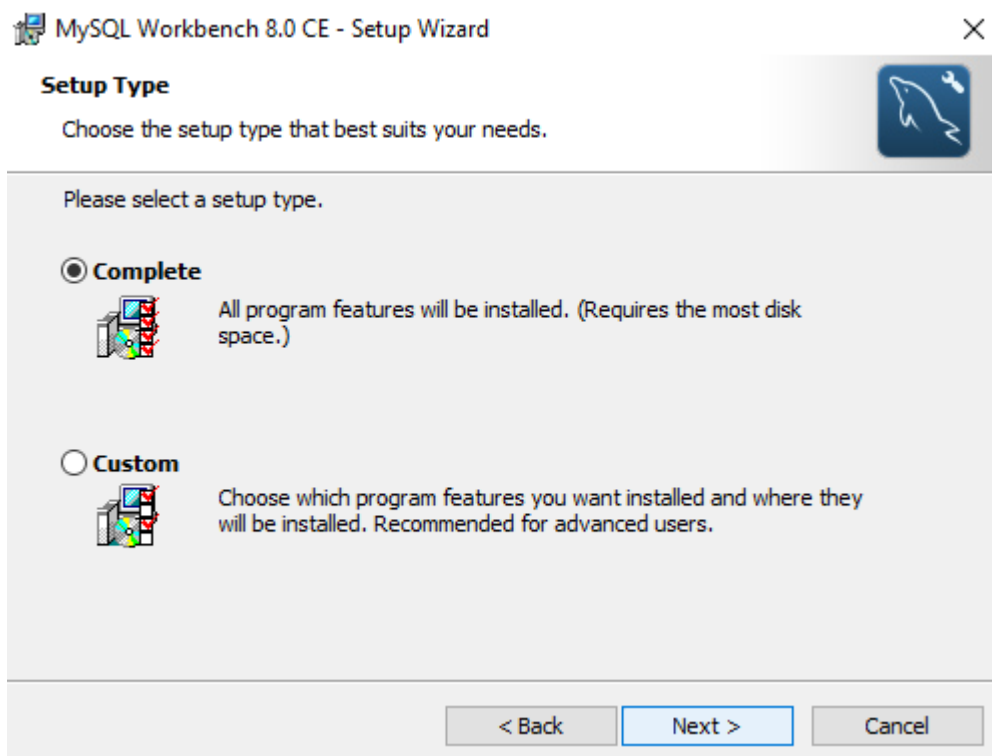 MySQL Workbench 8.0 CE - Setup Wizard
Setup Type
Choose the setup type that best suits your needs.
Please select a setup type.
Complete
All program features will be installed. (Requires the most disk
space.)
Custom
Choose which program features you want installed and where they
will be installed. Recommended for advanced users.
< Back
Next >
Cancel